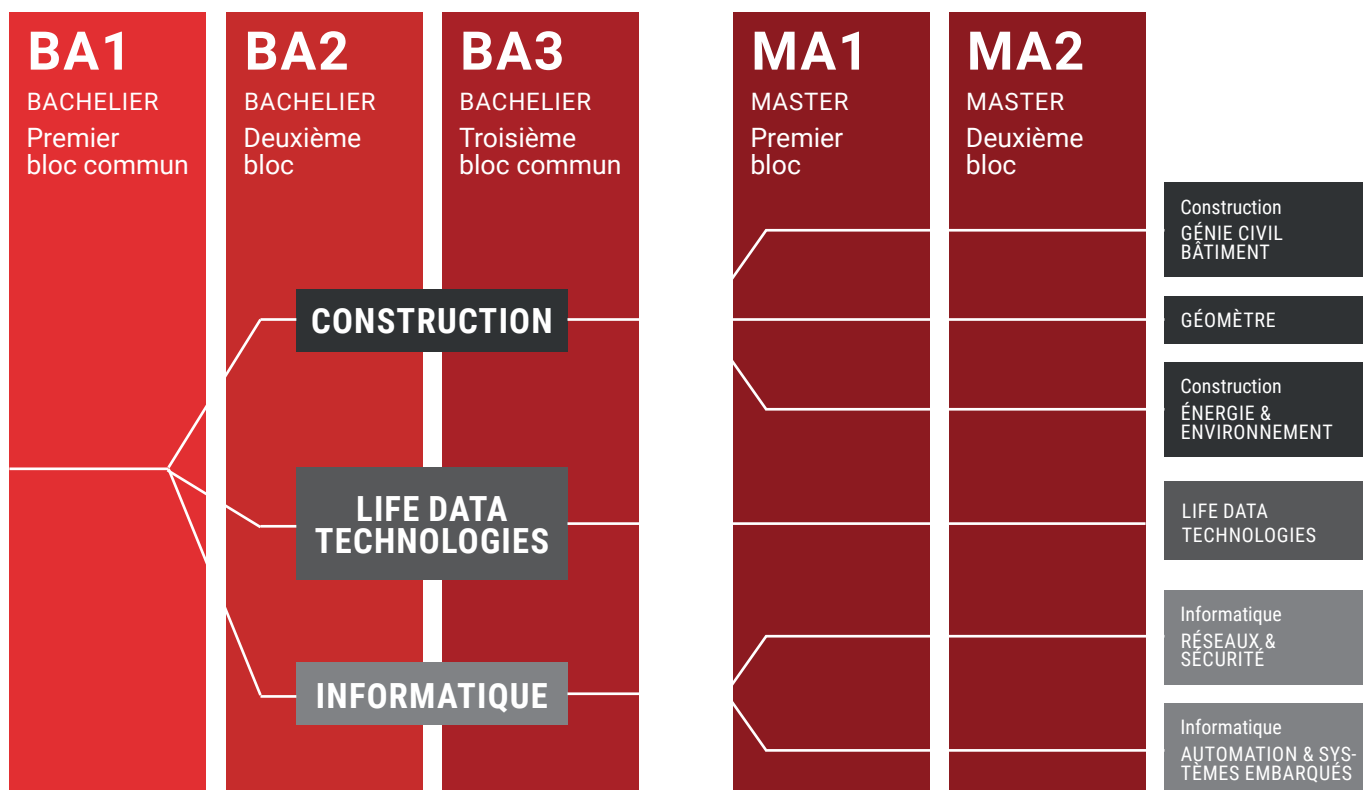 BA1
BACHELIER
Premier
bloc commun
BA2
BACHELIER
Deuxième
bloc
BA3
BACHELIER
Troisième
bloc commun
MA1
MASTER
Premier
bloc
MA2
MASTER
Deuxième
bloc
CONSTRUCTION
LIFE DATA
TECHNOLOGIES
INFORMATIQUE
Construction
GÉNIE CIVIL
BÂTIMENT
GÉOMÈTRE
Construction
ÉNERGIE &
ENVIRONNEMENT
LIFE DATA
TECHNOLOGIES
Informatique
RÉSEAUX &
SÉCURITÉ
Informatique
AUTOMATION & SYS-
TÈMES EMBARQUÉS